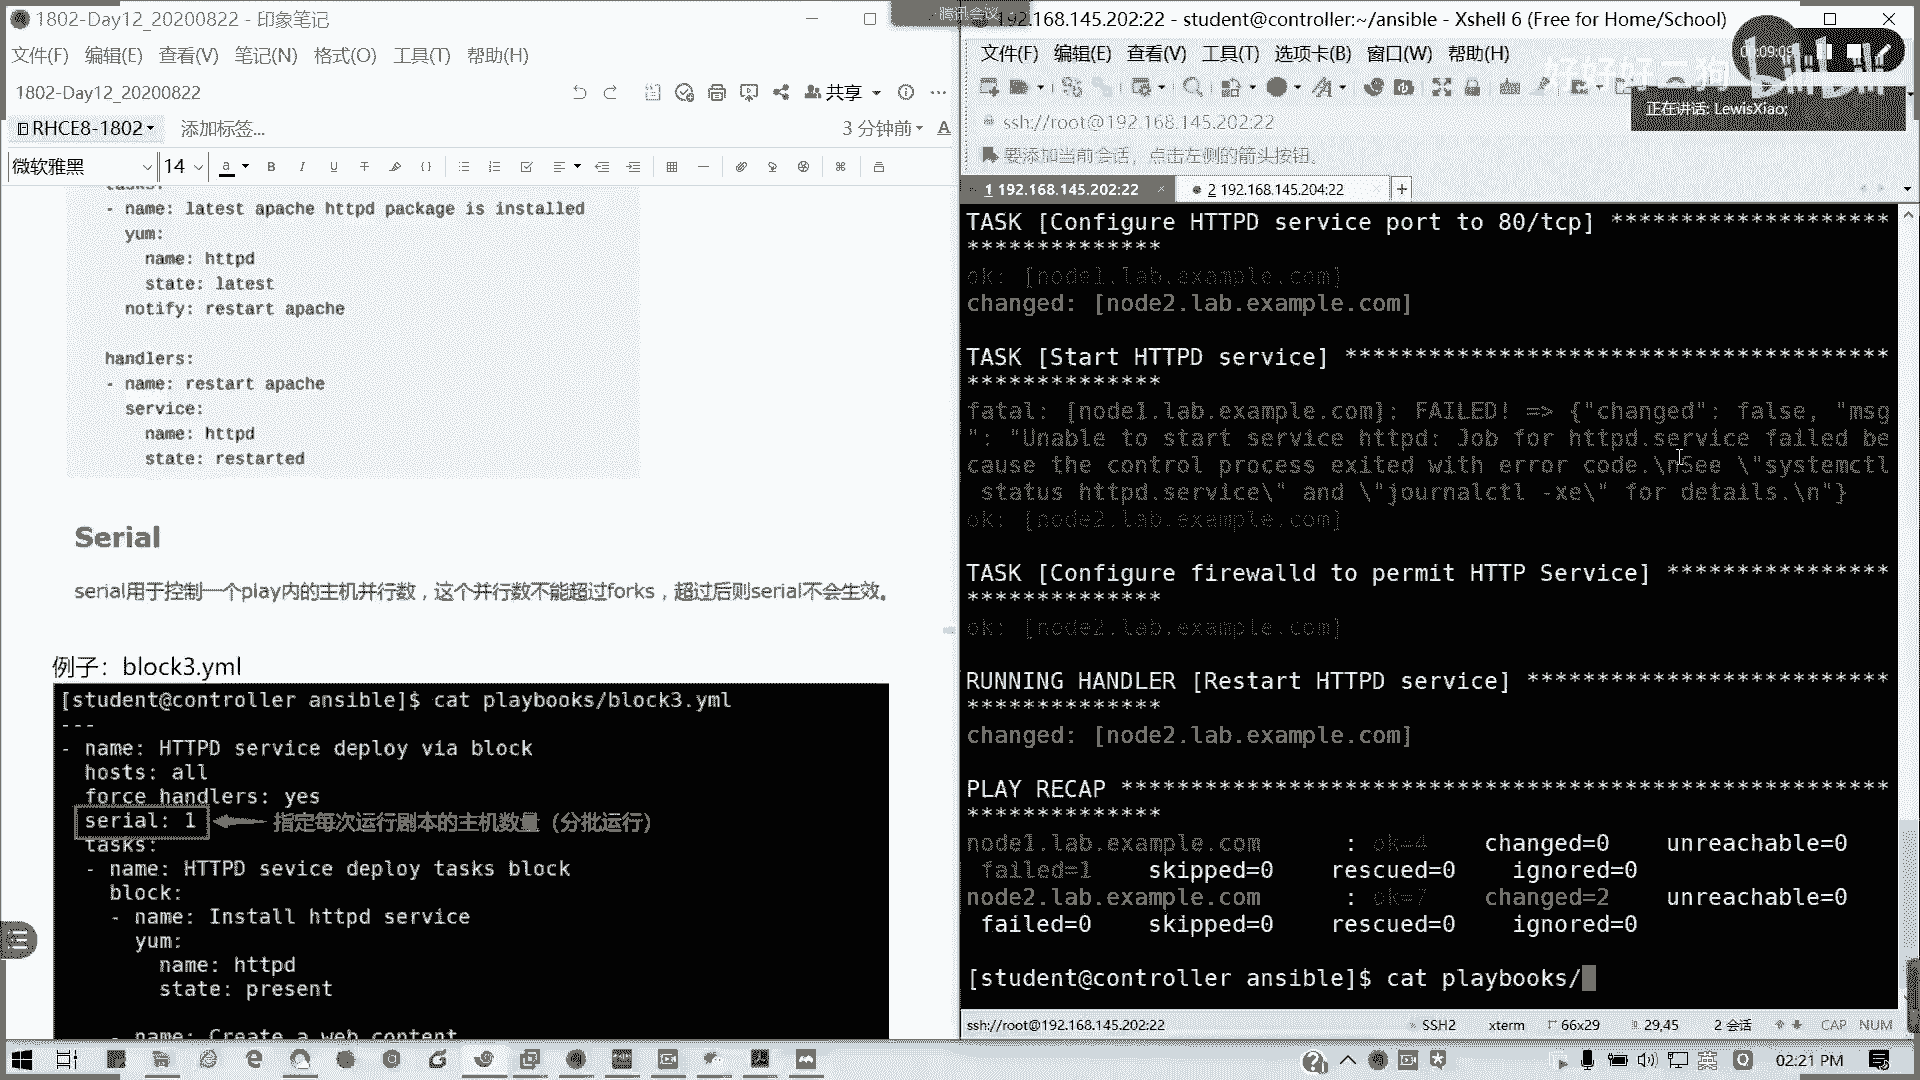 1802-Day12_20200822 - 印象笔记
文件(F) 编辑(E) 查看(V) 笔记(N) 格式(O) 工具(T) 帮助(H)
1802-Day12_20200822
共享
RHCE8-1802
添加标签...
3 分钟前
微软雅黑 14
tasks:
- name: latest apache httpd package is installed
yum:
name: httpd
state: latest
notify: restart apache
handlers:
- name: restart apache
service:
name: httpd
state: restarted
Serial
serial用于控制一个play内的主机并行数，这个并行数不能超过forks，超过后则serial不会生效。
例子：block3.yml
[student@controller ansible]$ cat playbooks/block3.yml
---
- name: HTTPD service deploy via block
hosts: all
force handlers: yes
serial: 1
指定每次运行剧本的主机数量（分批运行）
tasks:
- name: HTTPD sevice deploy tasks block
block:
- name: Install httpd service
yum:
name: httpd
state: present
- name: Create a web content
腾讯会议
192.168.145.202:22 - student@controller:~/ansible - Xshell 6 (Free for Home/School)
文件(F) 编辑(E) 查看(V) 工具(T) 选项卡(B) 窗口(W) 帮助(H)
好好好二狗
bilibili
正在讲话: LewisXiao;
ssh://root@192.168.145.202:22
要添加当前会话，点击左侧的箭头按钮。
1 192.168.145.202:22
2 192.168.145.204:22
TASK [Configure HTTPD service port to 80/tcp] ********************
**************
ok: [node1.lab.example.com]
changed: [node2.lab.example.com]
TASK [Start HTTPD service] ***************************************
**************
fatal: [node1.lab.example.com]: FAILED! => {"changed": false, "msg
": "Unable to start service httpd: Job for httpd.service failed be
cause the control process exited with error code.\nSee \"systemctl
status httpd.service\" and \"journalctl -xe\" for details.\n"}
ok: [node2.lab.example.com]
TASK [Configure firewalld to permit HTTP Service] ****************
**************
ok: [node2.lab.example.com]
RUNNING HANDLER [Restart HTTPD service] **************************
**************
changed: [node2.lab.example.com]
PLAY RECAP *******************************************************
**************
node1.lab.example.com : ok=4 changed=0 unreachable=0
failed=1 skipped=0 rescued=0 ignored=0
node2.lab.example.com : ok=7 changed=2 unreachable=0
failed=0 skipped=0 rescued=0 ignored=0
[student@controller ansible]$ cat playbooks/
ssh://root@192.168.145.202:22 SSH2 xterm 66x29 29,45 2 会话 CAP NUM
02:21 PM